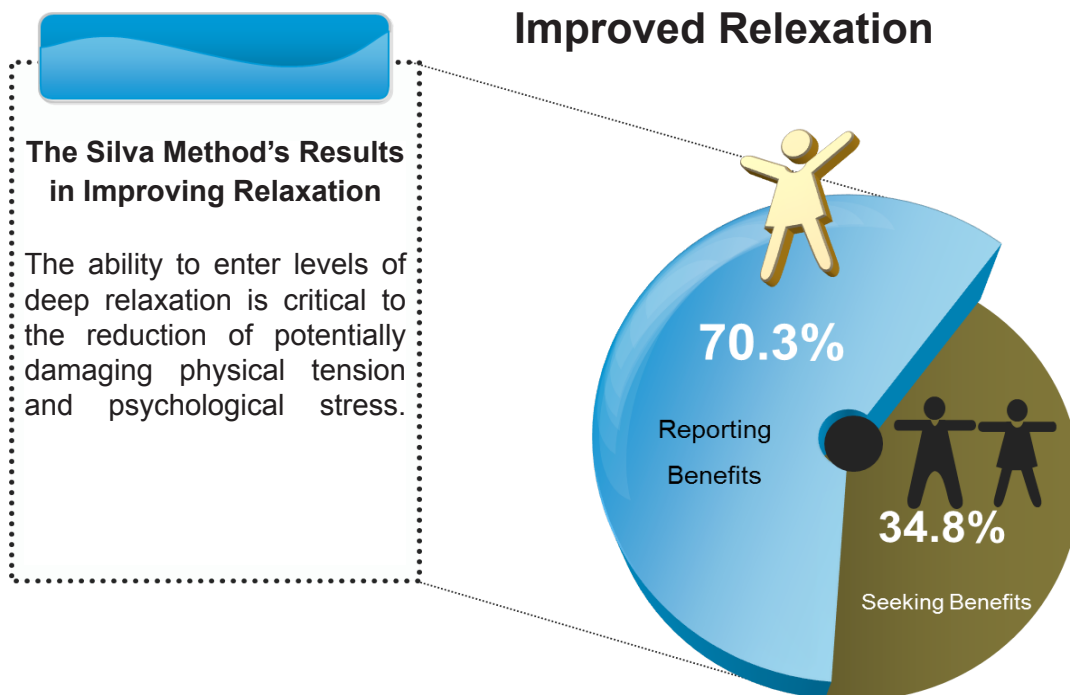 Improved Relexation
The Silva Method’s Results
in Improving Relaxation
The ability to enter levels of
deep relaxation is critical to
the reduction of potentially
damaging physical tension
and psychological stress.
70.3%
Reporting
Benefits
34.8%
Seeking Benefits